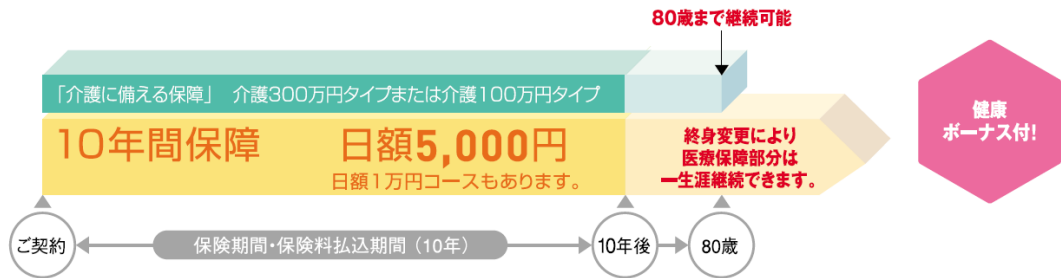 80歳まで継続可能
「介護に備える保障」 介護300万円タイプまたは介護100万円タイプ
10年間保障 日額5,000円
日額1万円コースもあります。
終身変更により
医療保障部分は
一生涯継続できます。
健康
ボーナス付!
ご契約 保険期間・保険料払込期間(10年) 10年後 80歳